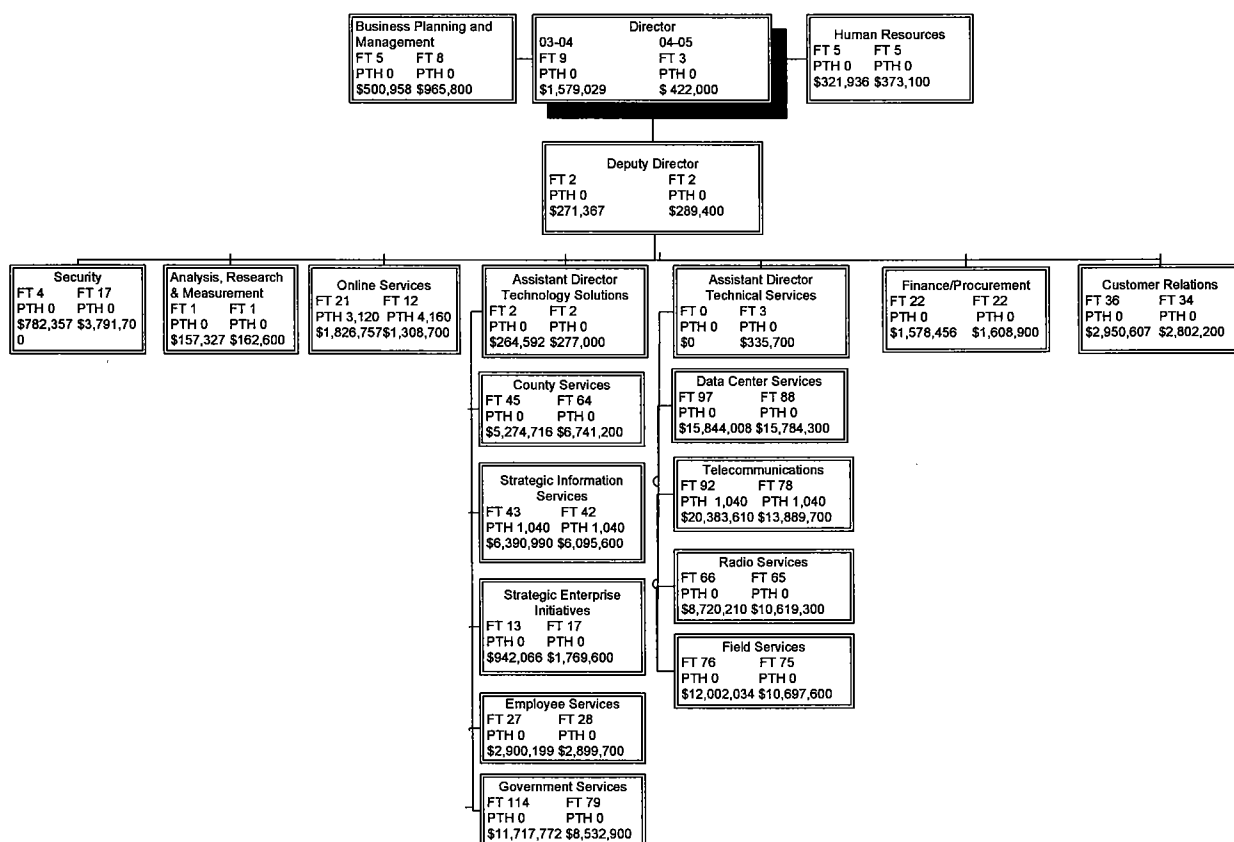 Business Planning and
Management
FT 5 FT 8
PTH 0 PTH 0
$500,958 $965,800
Director
03-04 04-05
FT 9 FT 3
PTH 0 PTH 0
$1,579,029 $ 422,000
Human Resources
FT 5 FT 5
PTH 0 PTH 0
$321,936 $373,100
Deputy Director
FT 2 FT 2
PTH 0 PTH 0
$271,367 $289,400
Security
FT 4 FT 17
PTH 0 PTH 0
$782,357 $3,791,70
0
Analysis, Research
& Measurement
FT 1 FT 1
PTH 0 PTH 0
$157,327 $162,600
Online Services
FT 21 FT 12
PTH 3,120 PTH 4,160
$1,826,757 $1,308,700
Assistant Director
Technology Solutions
FT 2 FT 2
PTH 0 PTH 0
$264,592 $277,000
Assistant Director
Technical Services
FT 0 FT 3
PTH 0 PTH 0
$0 $335,700
Finance/Procurement
FT 22 FT 22
PTH 0 PTH 0
$1,578,456 $1,608,900
Customer Relations
FT 36 FT 34
PTH 0 PTH 0
$2,950,607 $2,802,200
County Services
FT 45 FT 64
PTH 0 PTH 0
$5,274,716 $6,741,200
Strategic Information
Services
FT 43 FT 42
PTH 1,040 PTH 1,040
$6,390,990 $6,095,600
Strategic Enterprise
Initiatives
FT 13 FT 17
PTH 0 PTH 0
$942,066 $1,769,600
Employee Services
FT 27 FT 28
PTH 0 PTH 0
$2,900,199 $2,899,700
Government Services
FT 114 FT 79
PTH 0 PTH 0
$11,717,772 $8,532,900
Data Center Services
FT 97 FT 88
PTH 0 PTH 0
$15,844,008 $15,784,300
Telecommunications
FT 92 FT 78
PTH 1,040 PTH 1,040
$20,383,610 $13,889,700
Radio Services
FT 66 FT 65
PTH 0 PTH 0
$8,720,210 $10,619,300
Field Services
FT 76 FT 75
PTH 0 PTH 0
$12,002,034 $10,697,600